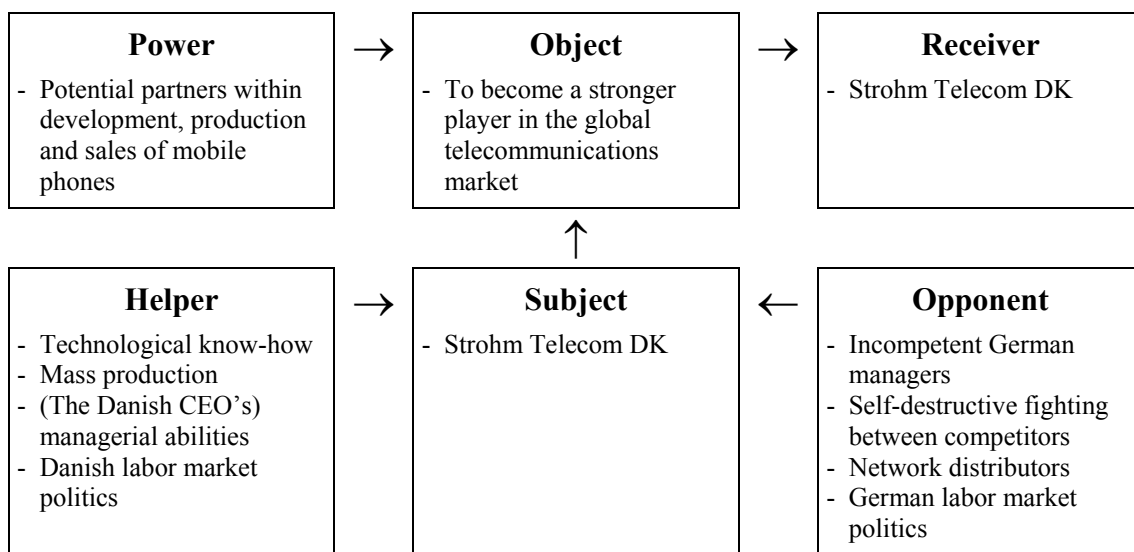 Power
- Potential partners within
development, production
and sales of mobile
phones
→
Object
- To become a stronger
player in the global
telecommunications
market
→
Receiver
- Strohm Telecom DK
↑
Helper
- Technological know-how
- Mass production
- (The Danish CEO’s)
managerial abilities
- Danish labor market
politics
→
Subject
- Strohm Telecom DK
←
Opponent
- Incompetent German
managers
- Self-destructive fighting
between competitors
- Network distributors
- German labor market
politics